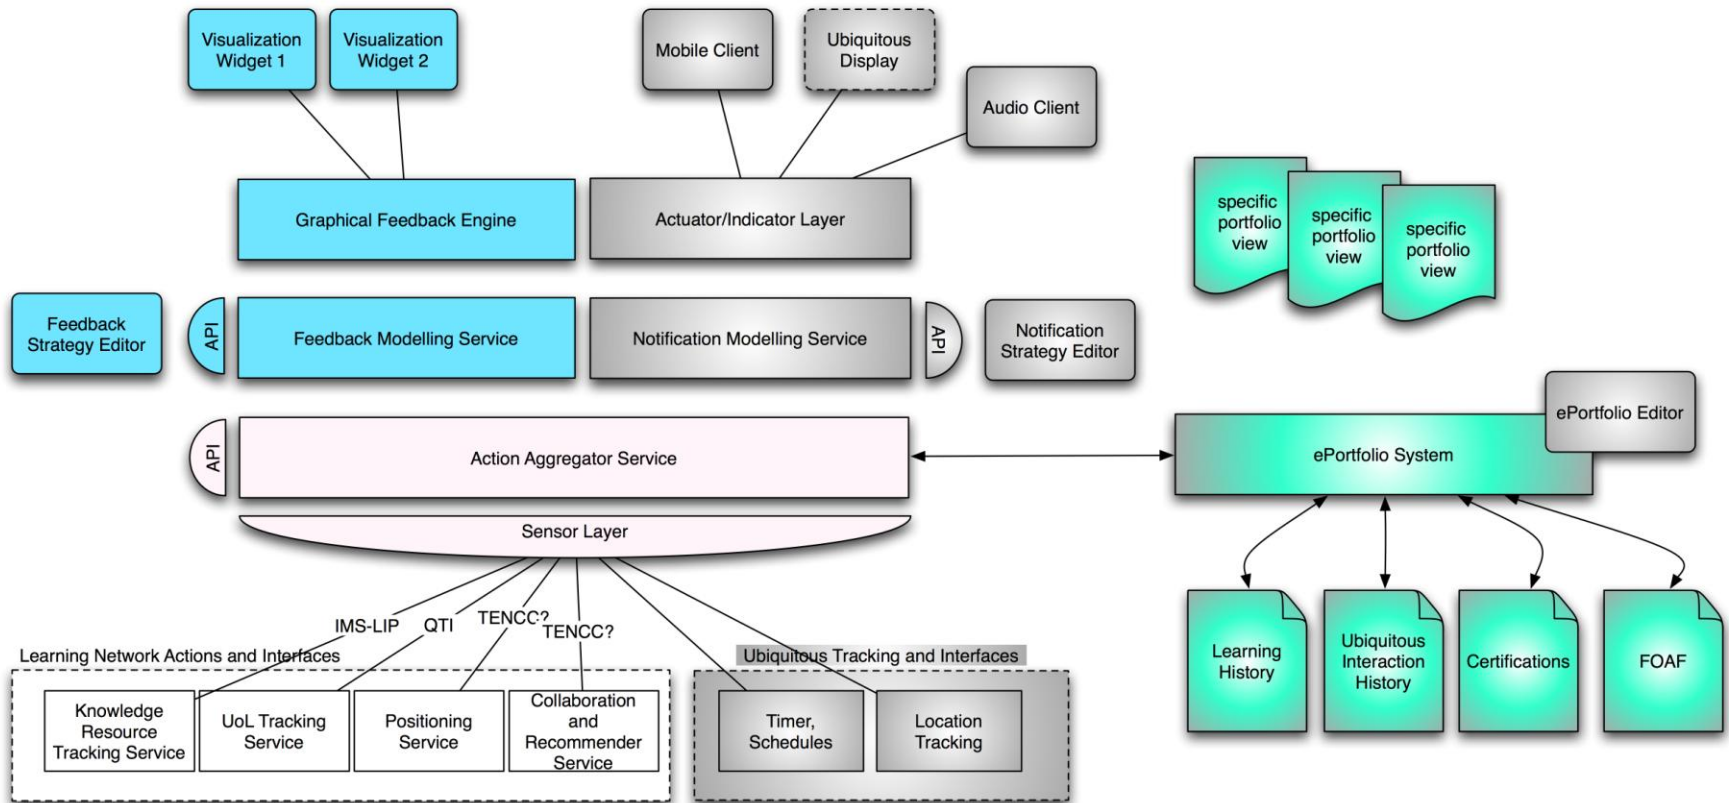 Visualization
Widget 1
Visualization
Widget 2
Mobile Client
Ubiquitous
Display
Audio Client
Graphical Feedback Engine
Actuator/Indicator Layer
specific
portfolio
view
specific
portfolio
view
specific
portfolio
view
Feedback
Strategy Editor
API
Feedback Modelling Service
Notification Modelling Service
API
Notification
Strategy Editor
ePortfolio Editor
API
Action Aggregator Service
ePortfolio System
Sensor Layer
IMS-LIP
QTI
TENCC?
TENCC?
Learning Network Actions and Interfaces
Ubiquitous Tracking and Interfaces
Knowledge
Resource
Tracking Service
UoL Tracking
Service
Positioning
Service
Collaboration
and
Recommender
Service
Timer,
Schedules
Location
Tracking
Learning
History
Ubiquitous
Interaction
History
Certifications
FOAF